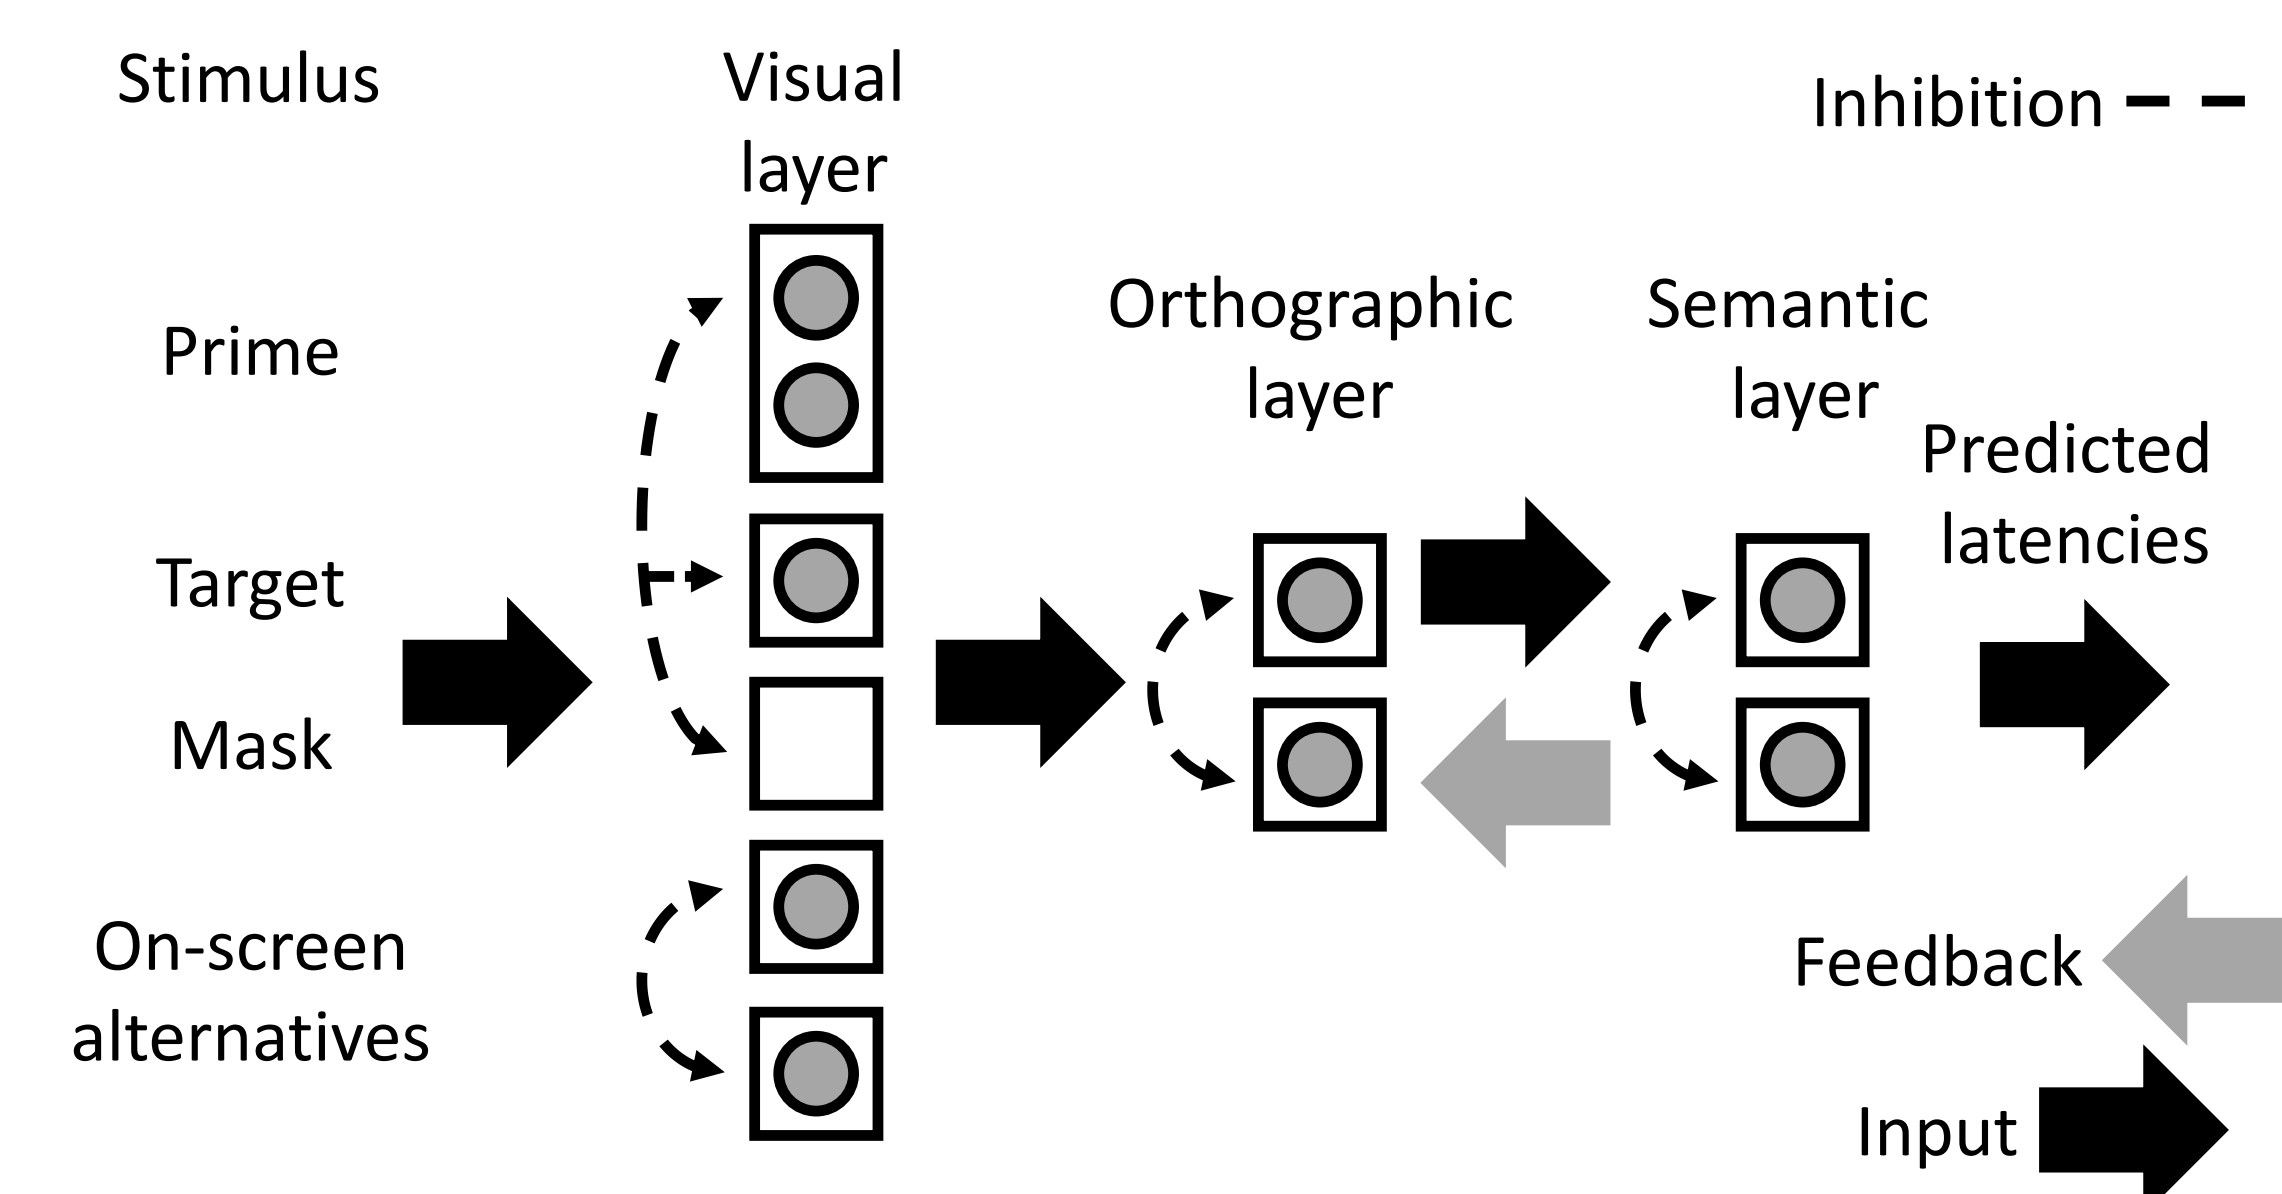 Stimulus
Visual
layer
Inhibition
Prime
Orthographic
layer
Semantic
layer
Predicted
latencies
Target
Mask
On-screen
alternatives
Feedback
Input